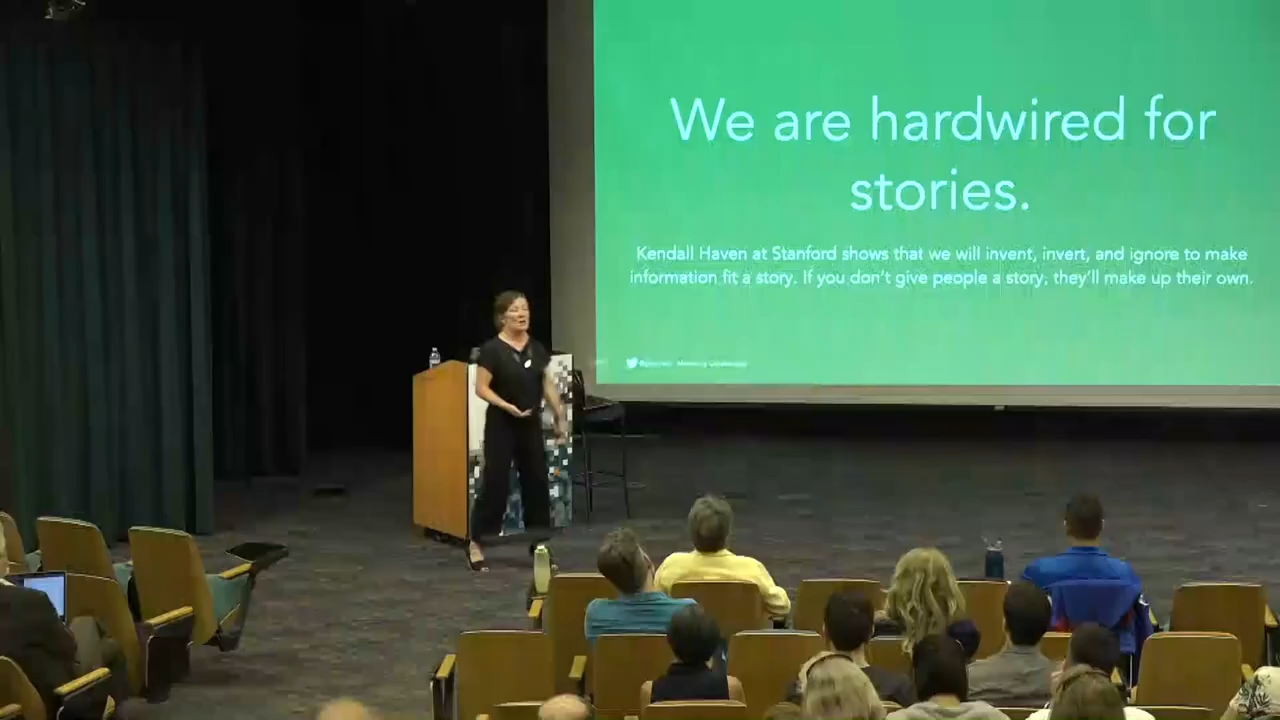 We are hardwired for
stories.
Kendall Haven at Stanford shows that we will invent, invert, and ignore to make
information fit a story. If you don't give people a story, they'll make up their own.